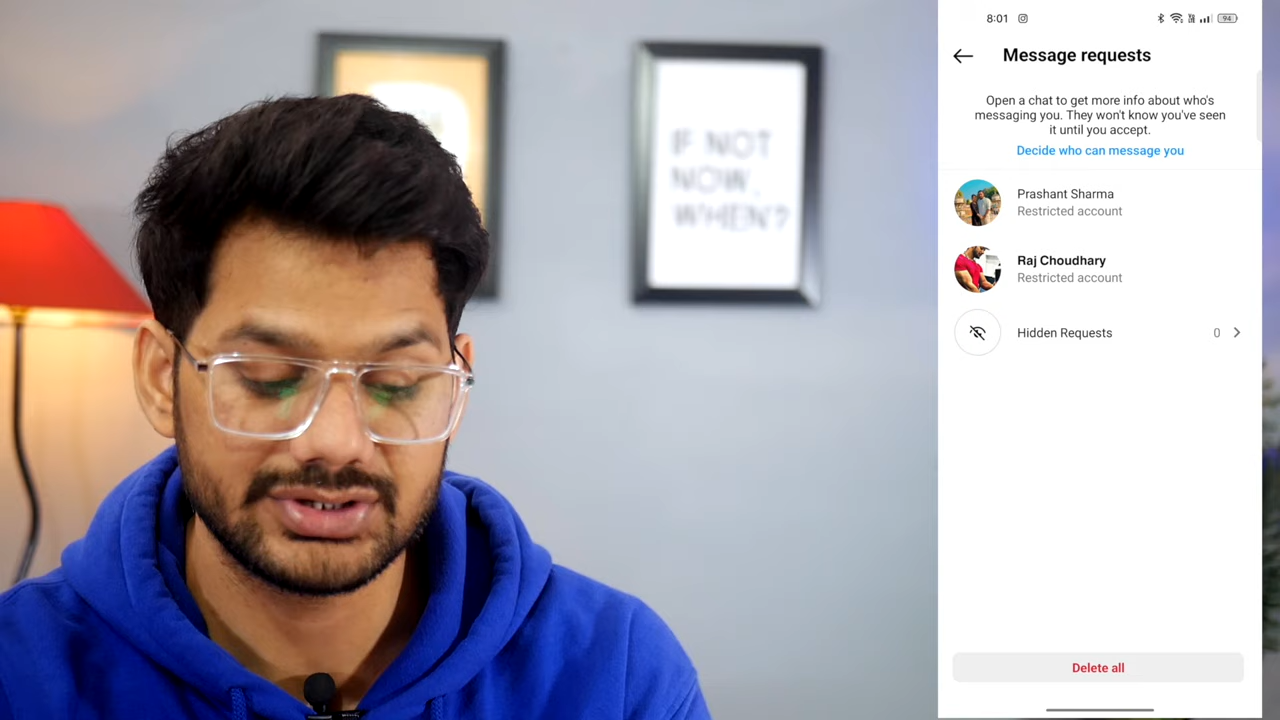 IF NOT
NOW,
WHEN?
8:01
94
Message requests
Open a chat to get more info about who's
messaging you. They won't know you've seen
it until you accept.
Decide who can message you
Prashant Sharma
Restricted account
Raj Choudhary
Restricted account
Hidden Requests 0
Delete all